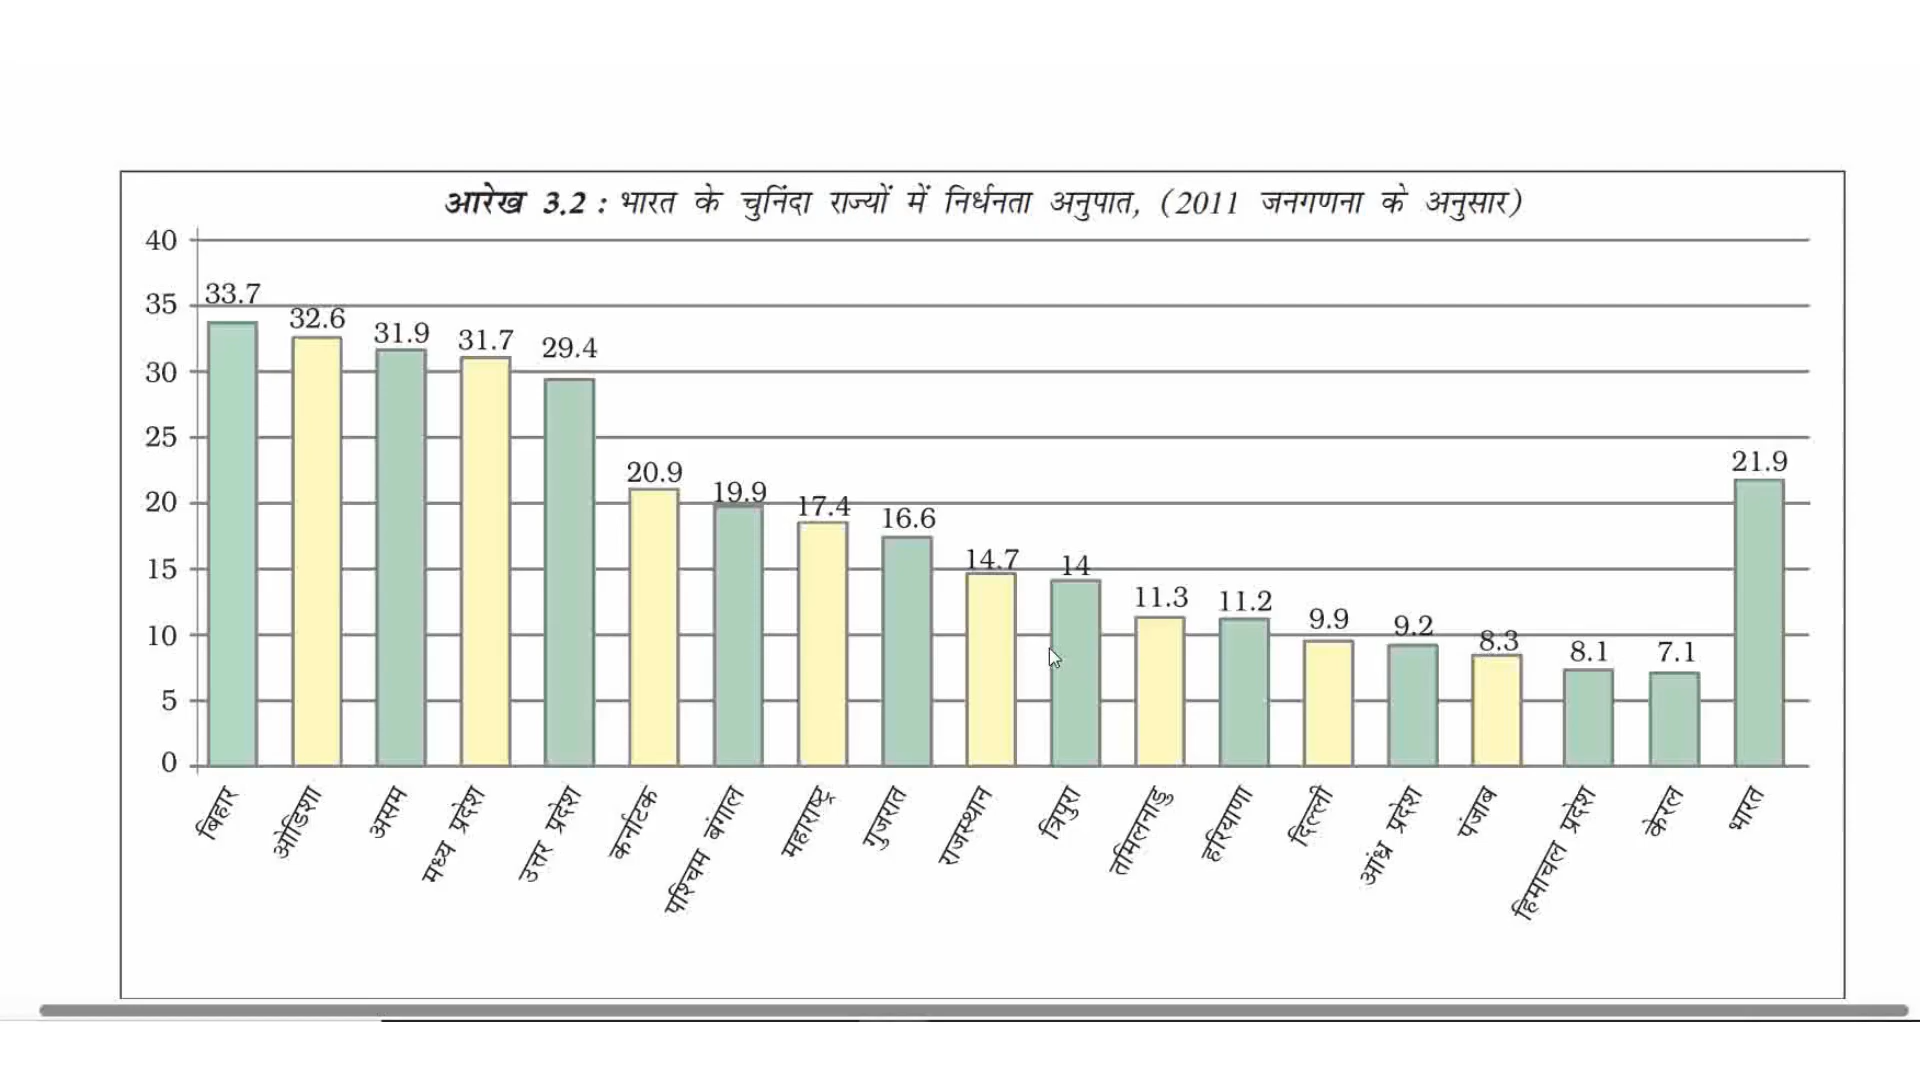 आरेख 3.2 : भारत के चुनिंदा राज्यों में निर्धनता अनुपात, (2011 जनगणना के अनुसार)
40
35
30
25
20
15
10
5
0
33.7
32.6
31.9
31.7
29.4
20.9
19.9
17.4
16.6
14.7
14
11.3
11.2
9.9
9.2
8.3
8.1
7.1
21.9
बिहार
ओडिशा
असम
मध्य प्रदेश
उत्तर प्रदेश
कर्नाटक
पश्चिम बंगाल
महाराष्ट्र
गुजरात
राजस्थान
त्रिपुरा
तमिलनाडु
हरियाणा
दिल्ली
आंध्र प्रदेश
पंजाब
हिमाचल प्रदेश
केरल
भारत